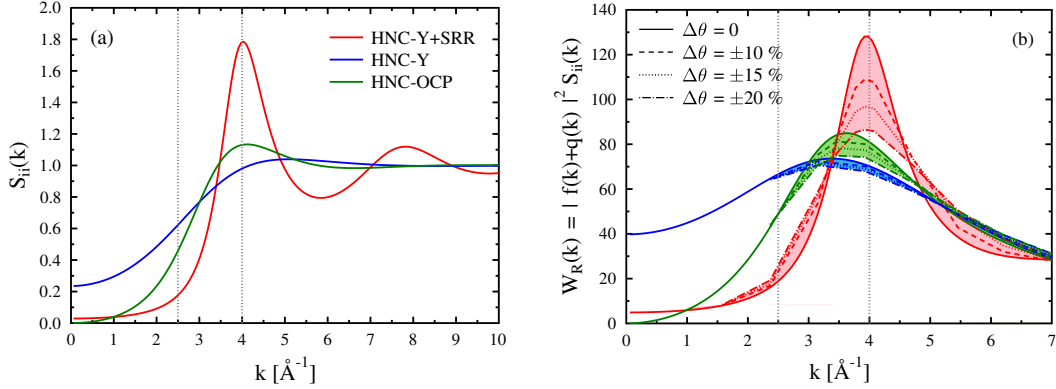 (a)
HNC-Y+SRR
HNC-Y
HNC-OCP
2.0
1.8
1.6
1.4
1.2
1.0
0.8
0.6
0.4
0.2
0.0
S_ii(k)
0 1 2 3 4 5 6 7 8 9 10
k [Å⁻¹]
(b)
Δθ = 0
Δθ = ±10 %
Δθ = ±15 %
Δθ = ±20 %
140
120
100
80
60
40
20
0
W_R(k) = | f(k)+q(k) |² S_ii(k)
0 1 2 3 4 5 6 7
k [Å⁻¹]